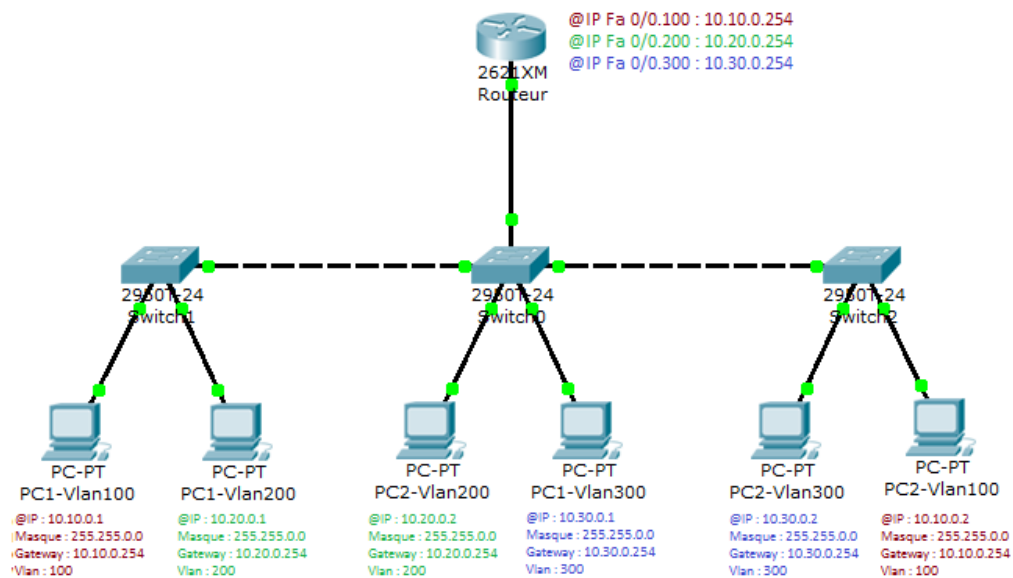 @IP Fa 0/0.100 : 10.10.0.254
@IP Fa 0/0.200 : 10.20.0.254
@IP Fa 0/0.300 : 10.30.0.254
2621XM
Routeur
2950T-24
Switch1
2950T-24
Switch0
2950T-24
Switch2
PC-PT
PC1-Vlan100
@IP : 10.10.0.1
Masque : 255.255.0.0
Gateway : 10.10.0.254
Vlan : 100
PC-PT
PC1-Vlan200
@IP : 10.20.0.1
Masque : 255.255.0.0
Gateway : 10.20.0.254
Vlan : 200
PC-PT
PC2-Vlan200
@IP : 10.20.0.2
Masque : 255.255.0.0
Gateway : 10.20.0.254
Vlan : 200
PC-PT
PC1-Vlan300
@IP : 10.30.0.1
Masque : 255.255.0.0
Gateway : 10.30.0.254
Vlan : 300
PC-PT
PC2-Vlan300
@IP : 10.30.0.2
Masque : 255.255.0.0
Gateway : 10.30.0.254
Vlan : 300
PC-PT
PC2-Vlan100
@IP : 10.10.0.2
Masque : 255.255.0.0
Gateway : 10.10.0.254
Vlan : 100